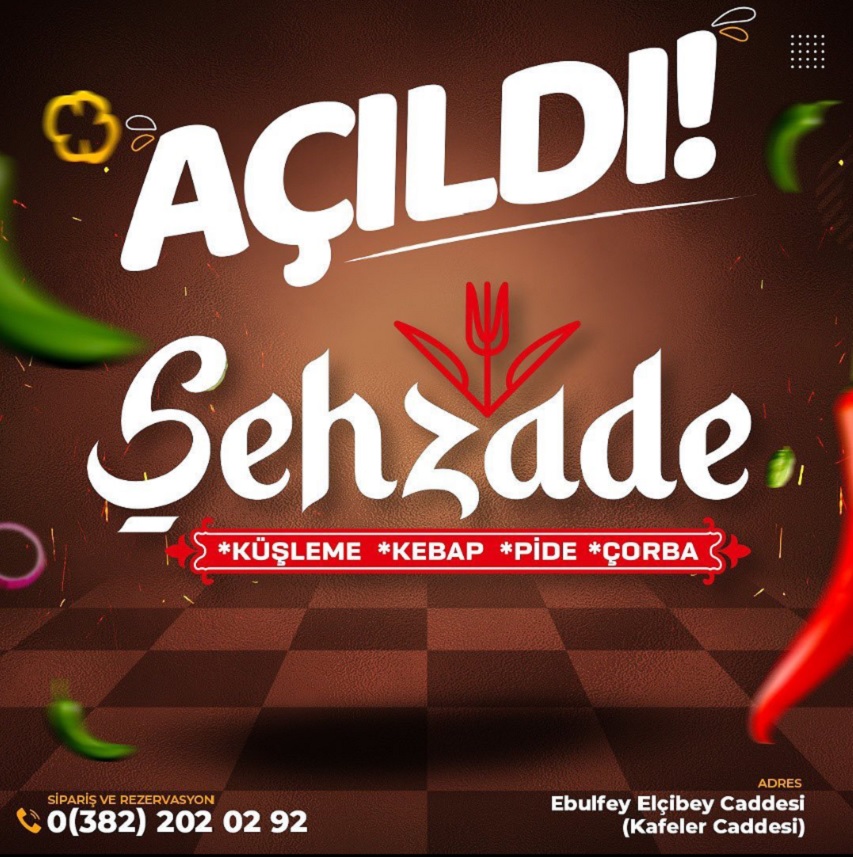 AÇILDI!
Şehzade
*KÜŞLEME *KEBAP *PİDE *ÇORBA
SİPARİŞ VE REZERVASYON
0(382) 202 02 92
ADRES
Ebulfey Elçibey Caddesi
(Kafeler Caddesi)